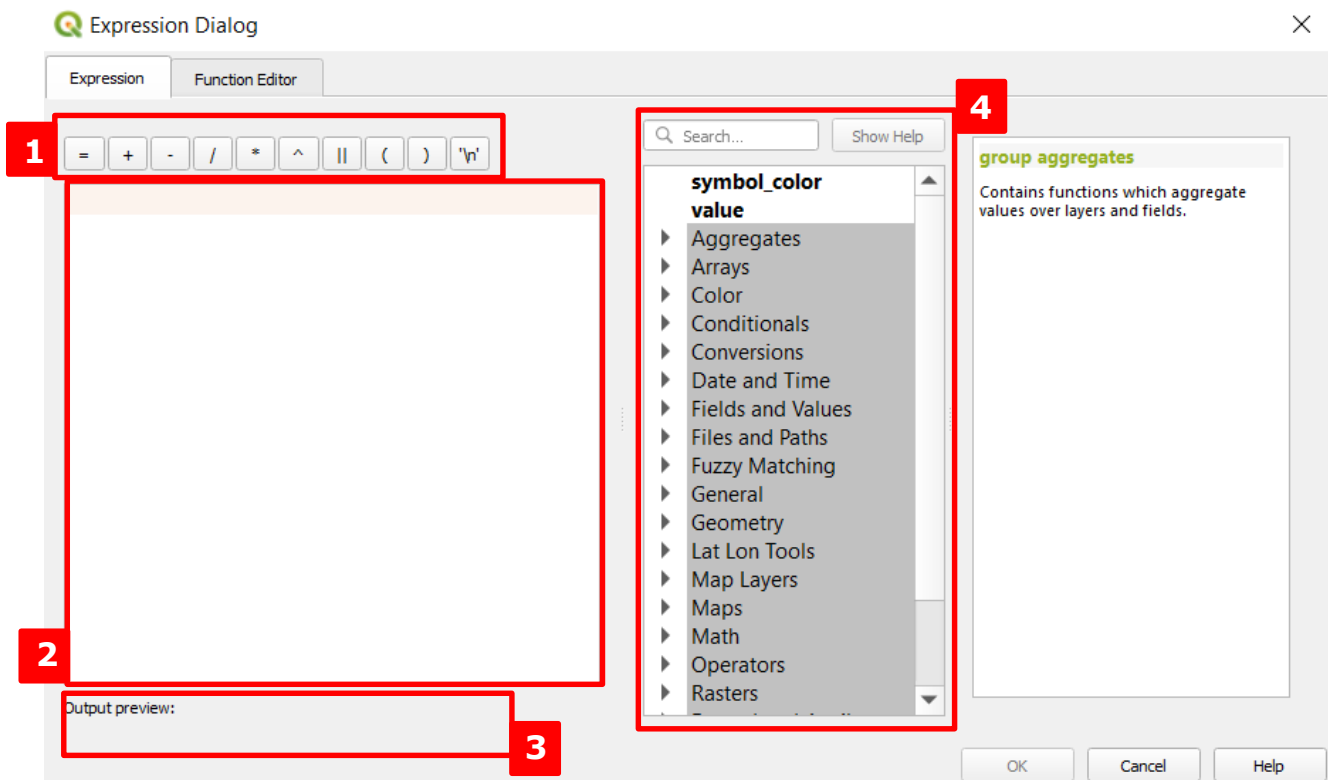 Expression Dialog
Expression
Function Editor
1
= + - / * ^ || ( ) '\n'
2
Output preview:
3
4
Search...
Show Help
symbol_color
value
Aggregates
Arrays
Color
Conditionals
Conversions
Date and Time
Fields and Values
Files and Paths
Fuzzy Matching
General
Geometry
Lat Lon Tools
Map Layers
Maps
Math
Operators
Rasters
group aggregates
Contains functions which aggregate
values over layers and fields.
OK
Cancel
Help